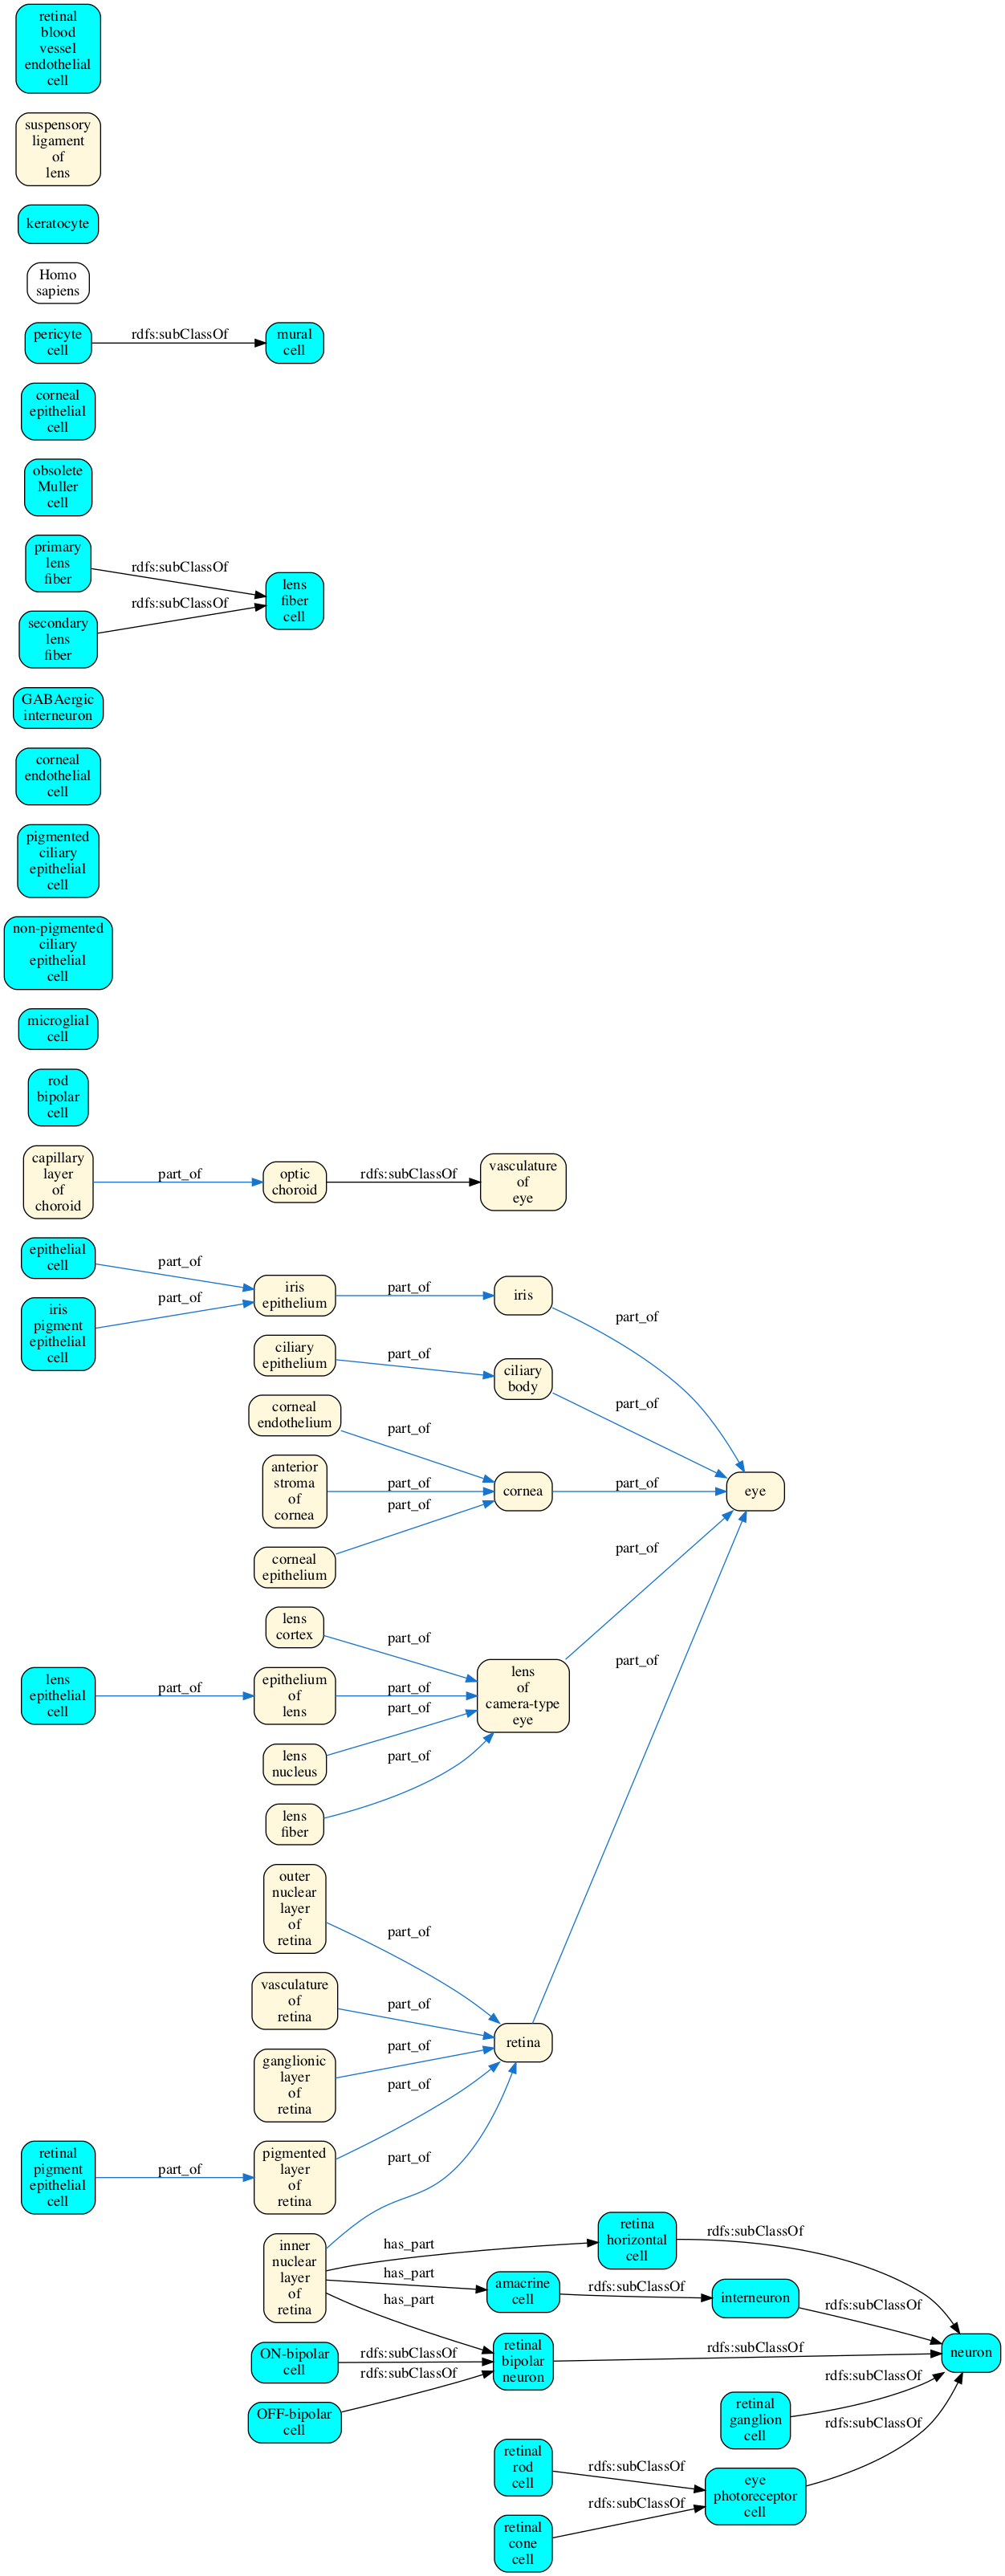 retinal
blood
vessel
endothelial
cell
suspensory
ligament
of
lens
keratocyte
Homo
sapiens
pericyte
cell
rdfs:subClassOf
mural
cell
corneal
epithelial
cell
obsolete
Muller
cell
primary
lens
fiber
rdfs:subClassOf
lens
fiber
cell
rdfs:subClassOf
secondary
lens
fiber
GABAergic
interneuron
corneal
endothelial
cell
pigmented
ciliary
epithelial
cell
non-pigmented
ciliary
epithelial
cell
microglial
cell
rod
bipolar
cell
capillary
layer
of
choroid
part_of
optic
choroid
rdfs:subClassOf
vasculature
of
eye
epithelial
cell
part_of
iris
pigment
epithelial
cell
part_of
iris
epithelium
part_of
iris
part_of
ciliary
epithelium
part_of
ciliary
body
part_of
corneal
endothelium
part_of
anterior
stroma
of
cornea
part_of
cornea
part_of
eye
corneal
epithelium
part_of
lens
cortex
part_of
lens
epithelial
cell
part_of
epithelium
of
lens
part_of
lens
of
camera-type
eye
part_of
lens
nucleus
part_of
lens
fiber
part_of
outer
nuclear
layer
of
retina
part_of
vasculature
of
retina
part_of
retina
part_of
ganglionic
layer
of
retina
part_of
retinal
pigment
epithelial
cell
part_of
pigmented
layer
of
retina
part_of
inner
nuclear
layer
of
retina
part_of
has_part
retina
horizontal
cell
rdfs:subClassOf
has_part
amacrine
cell
rdfs:subClassOf
interneuron
rdfs:subClassOf
has_part
retinal
bipolar
neuron
rdfs:subClassOf
neuron
ON-bipolar
cell
rdfs:subClassOf
OFF-bipolar
cell
rdfs:subClassOf
retinal
ganglion
cell
rdfs:subClassOf
retinal
rod
cell
rdfs:subClassOf
eye
photoreceptor
cell
rdfs:subClassOf
retinal
cone
cell
rdfs:subClassOf